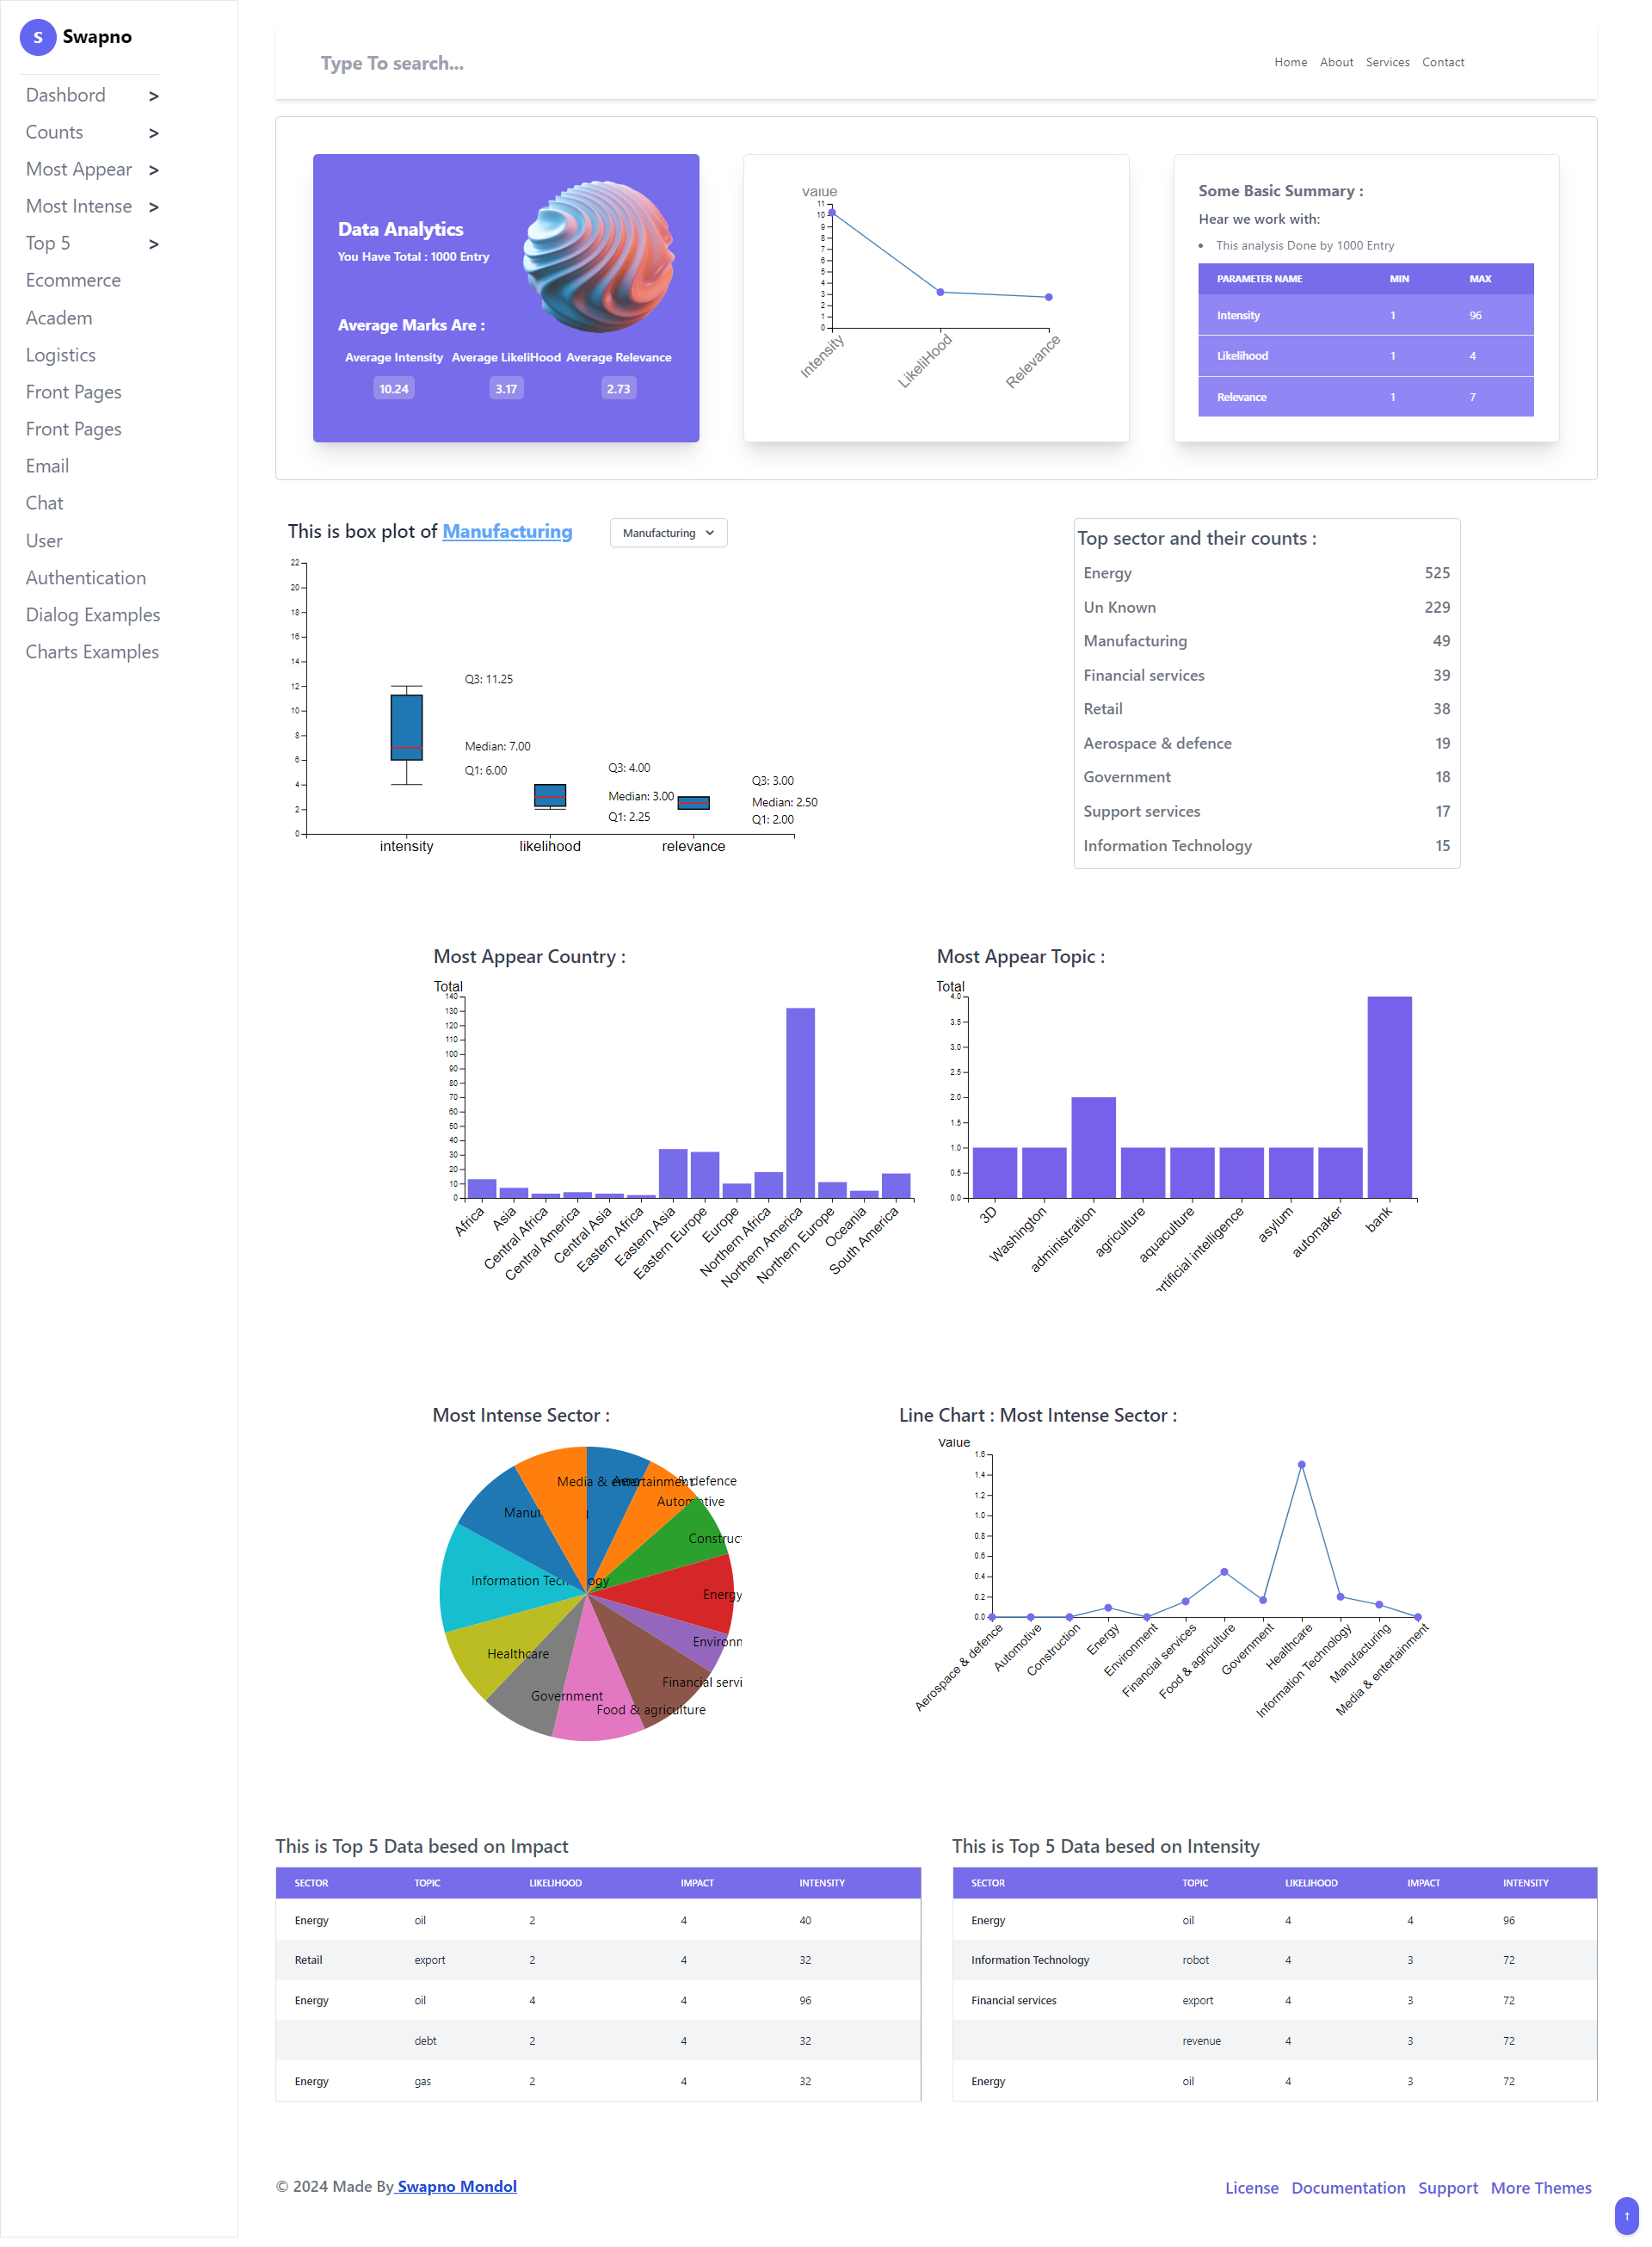 S Swapno
Dashbord >
Counts >
Most Appear >
Most Intense >
Top 5 >
Ecommerce
Academ
Logistics
Front Pages
Front Pages
Email
Chat
User
Authentication
Dialog Examples
Charts Examples
Type To search...
Home About Services Contact
Data Analytics
You Have Total : 1000 Entry
Average Marks Are :
Average Intensity Average LikeliHood Average Relevance
10.24 3.17 2.73
Value
11
10
9
8
7
6
5
4
3
2
1
0
Intensity LikeliHood Relevance
Some Basic Summary :
Hear we work with:
• This analysis Done by 1000 Entry
PARAMETER NAME MIN MAX
Intensity 1 96
Likelihood 1 4
Relevance 1 7
This is box plot of Manufacturing
Manufacturing
22
20
18
16
14
12
10
8
6
4
2
0
Q3: 11.25
Median: 7.00
Q1: 6.00
Q3: 4.00
Median: 3.00
Q1: 2.25
Q3: 3.00
Median: 2.50
Q1: 2.00
intensity likelihood relevance
Top sector and their counts :
Energy 525
Un Known 229
Manufacturing 49
Financial services 39
Retail 38
Aerospace & defence 19
Government 18
Support services 17
Information Technology 15
Most Appear Country :
Total
140
130
120
110
100
90
80
70
60
50
40
30
20
10
0
Africa Asia Central Africa Central America Central Asia Eastern Africa Eastern Asia Eastern Europe Europe Northern Africa Northern America Northern Europe Oceania South America
Most Appear Topic :
Total
4.0
3.5
3.0
2.5
2.0
1.5
1.0
0.5
0.0
3D Washington administration agriculture aquaculture artificial intelligence asylum automaker bank
Most Intense Sector :
Media & entertainment & defence
Automotive
Manu
Construc
Information Tec ogy
Energy
Environn
Healthcare
Financial servi
Government
Food & agriculture
Line Chart : Most Intense Sector :
Value
1.6
1.4
1.2
1.0
0.8
0.6
0.4
0.2
0.0
Aerospace & defence Automotive Construction Energy Environment Financial services Food & agriculture Government Healthcare Information Technology Manufacturing Media & entertainment
This is Top 5 Data besed on Impact
SECTOR TOPIC LIKELIHOOD IMPACT INTENSITY
Energy oil 2 4 40
Retail export 2 4 32
Energy oil 4 4 96
debt 2 4 32
Energy gas 2 4 32
This is Top 5 Data besed on Intensity
SECTOR TOPIC LIKELIHOOD IMPACT INTENSITY
Energy oil 4 4 96
Information Technology robot 4 3 72
Financial services export 4 3 72
revenue 4 3 72
Energy oil 4 3 72
© 2024 Made By Swapno Mondol
License Documentation Support More Themes
↑